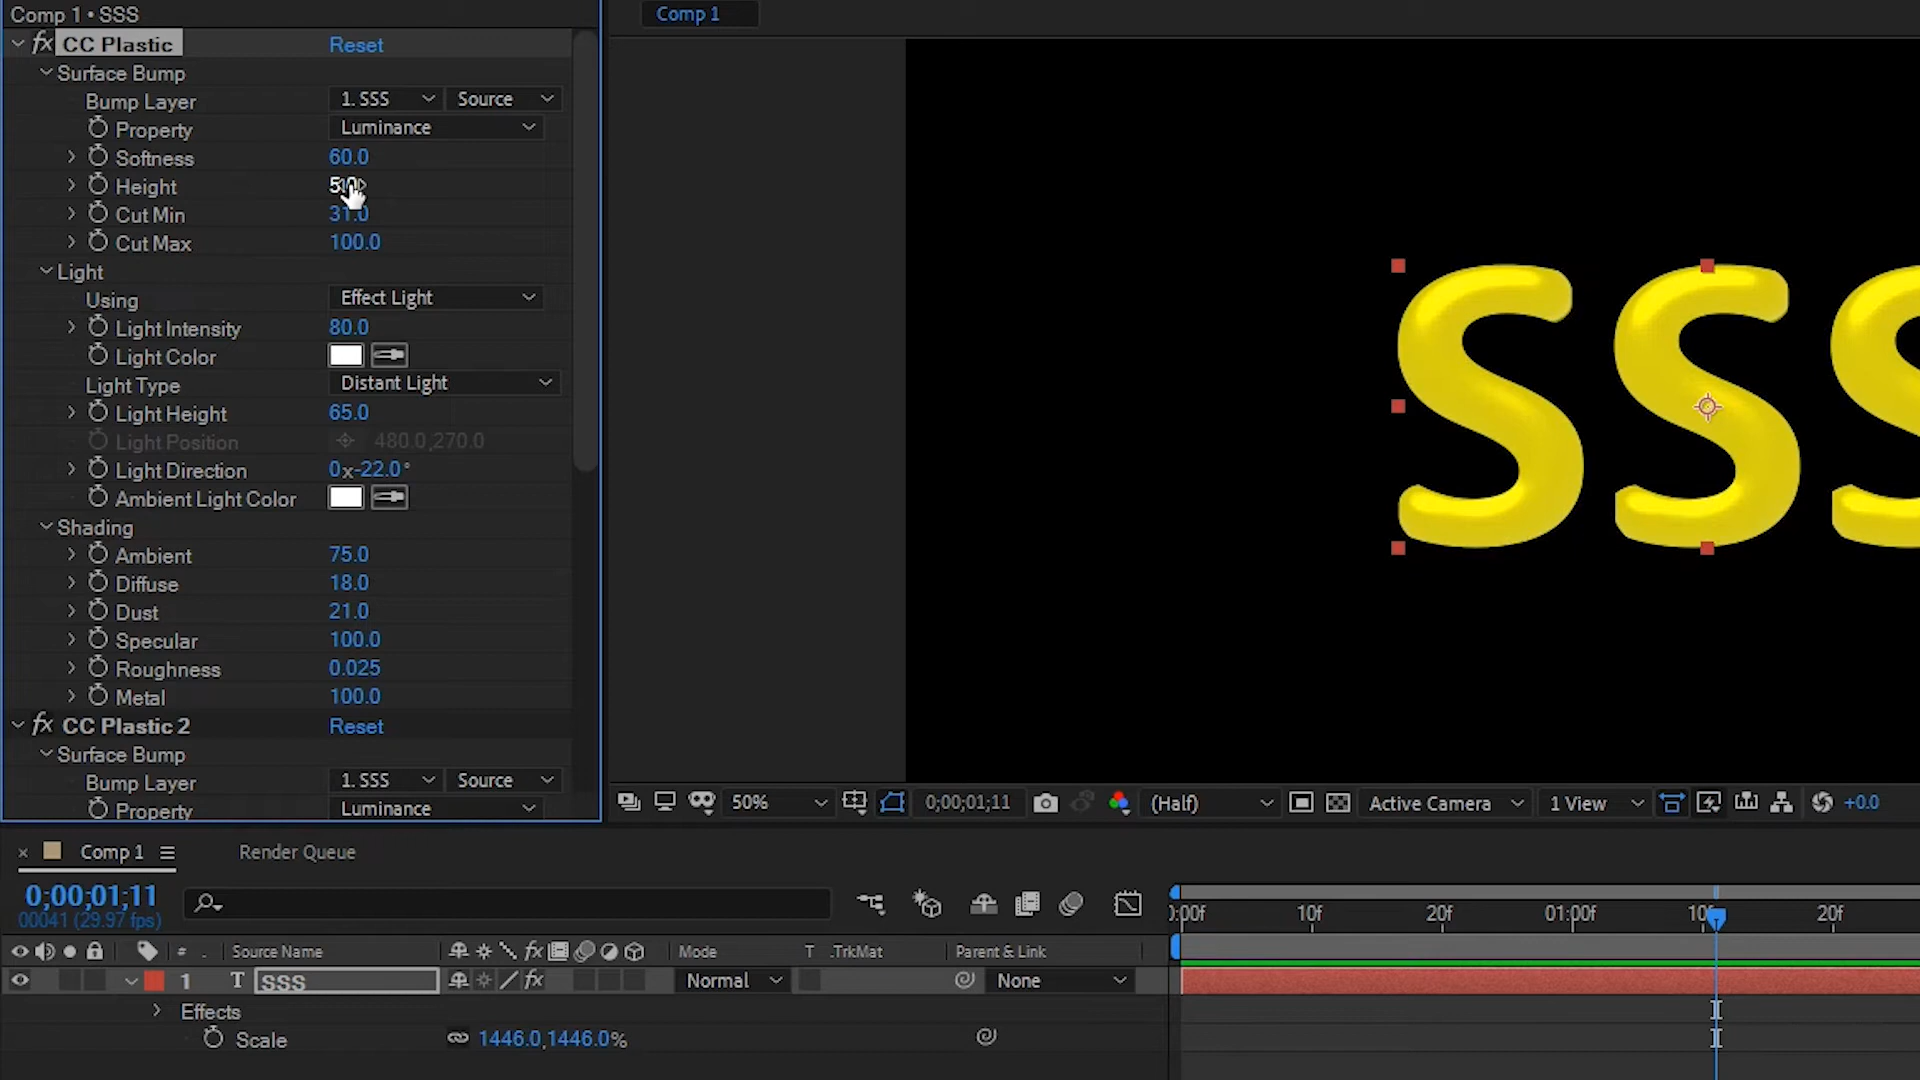 Comp 1 • SSS
fx CC Plastic Reset
Surface Bump
Bump Layer 1. SSS Source
Property Luminance
Softness 60.0
Height
Cut Min 31.0
Cut Max 100.0
Light
Using Effect Light
Light Intensity 80.0
Light Color
Light Type Distant Light
Light Height 65.0
Light Position 480.0,270.0
Light Direction 0x-22.0°
Ambient Light Color
Shading
Ambient 75.0
Diffuse 18.0
Dust 21.0
Specular 100.0
Roughness 0.025
Metal 100.0
fx CC Plastic 2 Reset
Surface Bump
Bump Layer 1. SSS Source
Property Luminance
Comp 1
SSS
50% 0;00;01;11 (Half) Active Camera 1 View +0.0
× Comp 1 Render Queue
0;00;01;11
00041 (29.97 fps)
:00f 10f 20f 01:00f 20f
# . Source Name fx Mode T .TrkMat Parent & Link
1 T SSS fx Normal None
Effects
Scale 1446.0,1446.0%